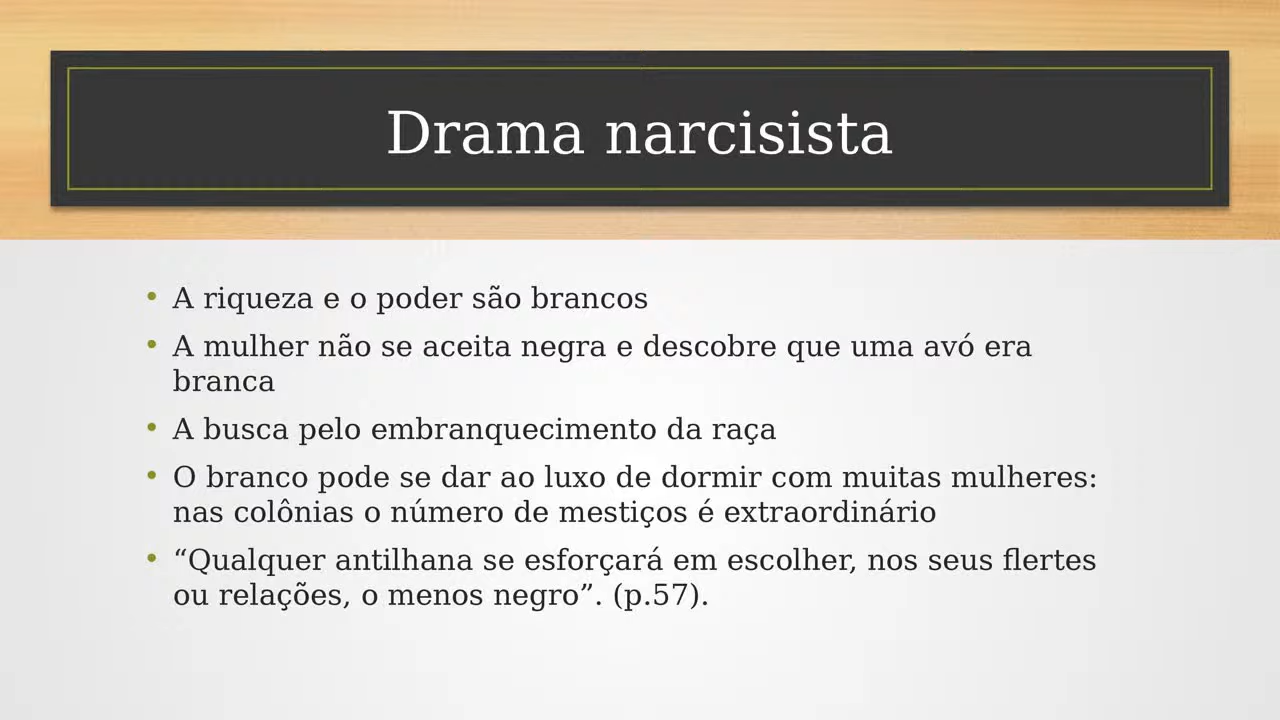 Drama narcisista
• A riqueza e o poder são brancos
• A mulher não se aceita negra e descobre que uma avó era
branca
• A busca pelo embranquecimento da raça
• O branco pode se dar ao luxo de dormir com muitas mulheres:
nas colônias o número de mestiços é extraordinário
• “Qualquer antilhana se esforçará em escolher, nos seus flertes
ou relações, o menos negro”. (p.57).